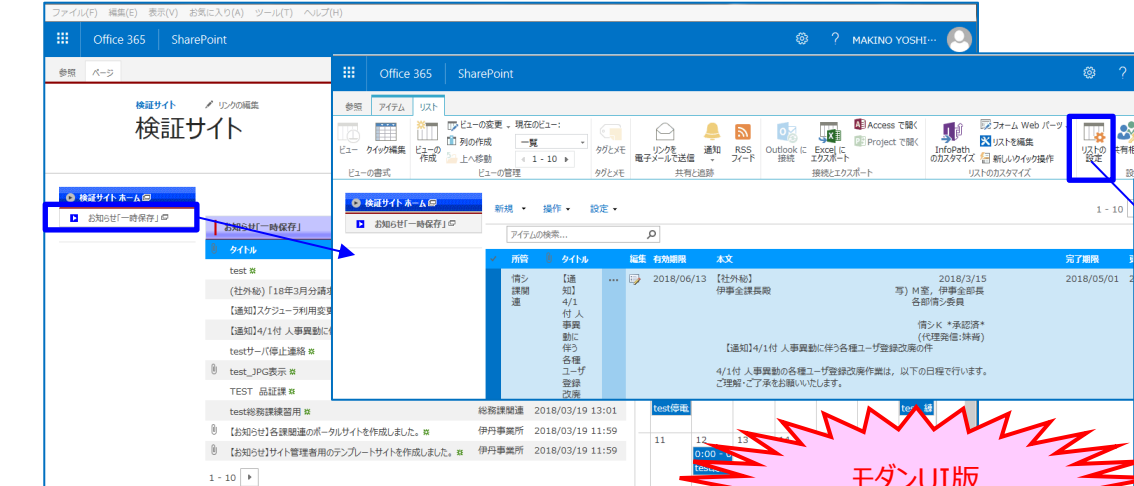 ファイル(F) 編集(E) 表示(V) お気に入り(A) ツール(T) ヘルプ(H)
Office 365 SharePoint
? MAKINO YOSHI…
参照 ページ
検証サイト リンクの編集
検証サイト
検証サイト ホーム
お知らせ「一時保存」
お知らせ「一時保存」
タイトル
test
(社外秘)「18年3月分請求
【通知】スケジューラ利用変更
【通知】4/1付 人事異動に
testサーバ停止連絡
test_JPG表示
TEST 品証課
test総務課練習用 総務課関連 2018/03/19 13:01
【お知らせ】各課関連のポータルサイトを作成しました。 伊丹事業所 2018/03/19 11:59
【お知らせ】サイト管理者用のテンプレートサイトを作成しました。 伊丹事業所 2018/03/19 11:59
1 - 10
Office 365 SharePoint
?
参照 アイテム リスト
ビュー クイック編集 ビューの作成
ビューの変更 現在のビュー:
列の作成 一覧
上へ移動 1 - 10
タグとメモ
リンクを電子メールで送信
通知
RSS フィード
Outlook に接続
Excel にエクスポート
Access で開く
Project で開く
InfoPath のカスタマイズ
フォーム Web パーツ
リストを編集
新しいクイック操作
リストの設定
共有
ビューの書式 ビューの管理 タグとメモ 共有と追跡 接続とエクスポート リストのカスタマイズ 設
検証サイト ホーム
お知らせ「一時保存」
新規 操作 設定
1 - 10
アイテムの検索...
所管 タイトル 編集 有効期限 本文 完了期限
情シ課関連
【通知】4/1付 人事異動に伴う各種ユーザ登録改廃
...
2018/06/13 【社外秘】 2018/3/15 2018/05/01 2
伊事全課長殿 写) M室, 伊事全部長
各部情シ委員
情シK *承認済*
【通知】4/1付 人事異動に伴う各種ユーザ登録改廃の件
4/1付 人事異動の各種ユーザ登録改廃作業は, 以下の日程で行います。
ご理解・ご了承をお願いいたします。
test停電
11 12 13
0:00 -
モダンUI版